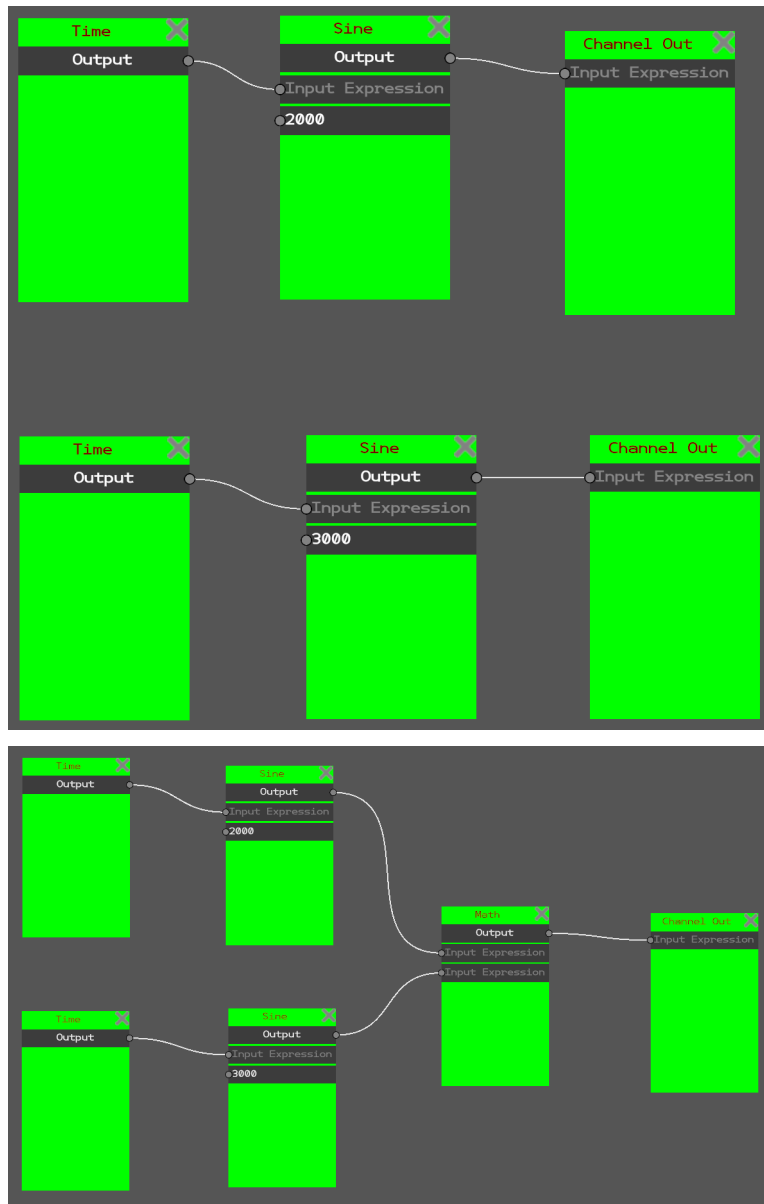 Time
Output
Sine
Output
Input Expression
2000
Channel Out
Input Expression
Time
Output
Sine
Output
Input Expression
3000
Channel Out
Input Expression
Time
Output
Sine
Output
Input Expression
2000
Math
Output
Input Expression
Input Expression
Channel Out
Input Expression
Time
Output
Sine
Output
Input Expression
3000